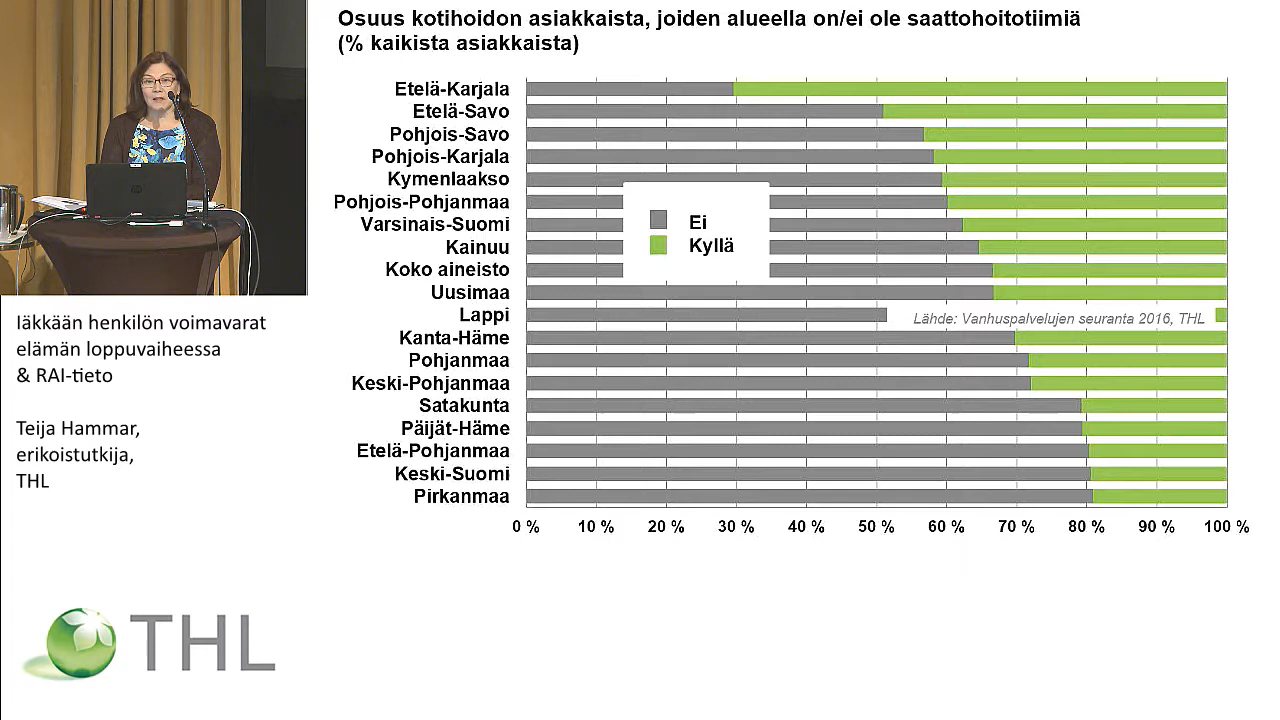 Osuus kotihoidon asiakkaista, joiden alueella on/ei ole saattohoitotiimiä
(% kaikista asiakkaista)
Etelä-Karjala
Etelä-Savo
Pohjois-Savo
Pohjois-Karjala
Kymenlaakso
Pohjois-Pohjanmaa
Varsinais-Suomi
Kainuu
Koko aineisto
Uusimaa
Lappi
Kanta-Häme
Pohjanmaa
Keski-Pohjanmaa
Satakunta
Päijät-Häme
Etelä-Pohjanmaa
Keski-Suomi
Pirkanmaa
Ei
Kyllä
Lähde: Vanhuspalvelujen seuranta 2016, THL
0 % 10 % 20 % 30 % 40 % 50 % 60 % 70 % 80 % 90 % 100 %
Iäkkään henkilön voimavarat
elämän loppuvaiheessa
& RAI-tieto
Teija Hammar,
erikoistutkija,
THL
THL